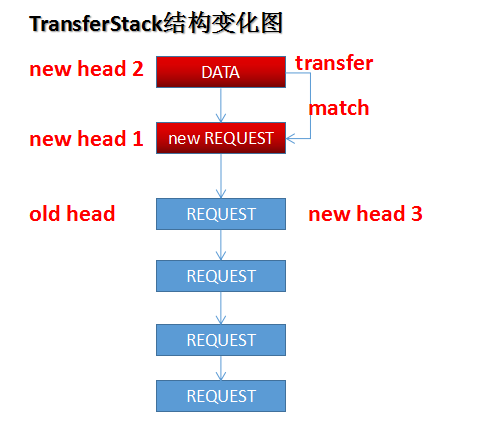 TransferStack结构变化图
new head 2
DATA
transfer
match
new head 1
new REQUEST
old head
REQUEST
new head 3
REQUEST
REQUEST
REQUEST